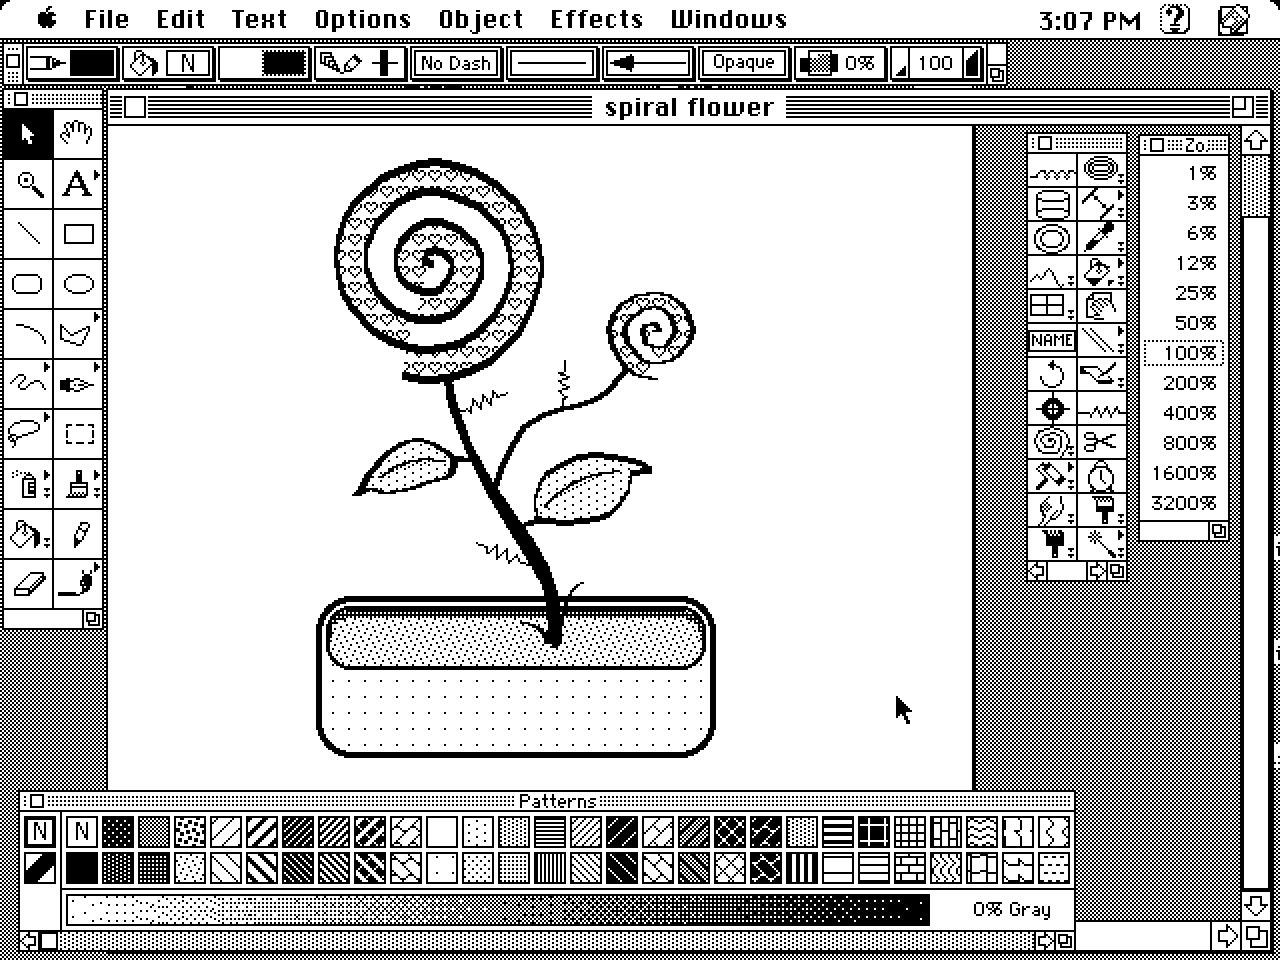 File Edit Text Options Object Effects Windows 3:07 PM
N No Dash Opaque 0% 100
spiral flower
A
Zo
1%
3%
6%
12%
25%
50%
NAME
100%
200%
400%
800%
1600%
3200%
Patterns
N N
0% Gray